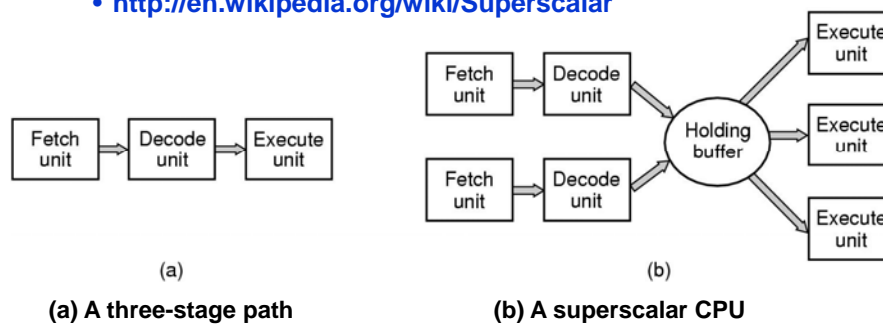 • http://en.wikipedia.org/wiki/Superscalar
Fetch
unit
Decode
unit
Execute
unit
(a)
Fetch
unit
Decode
unit
Fetch
unit
Decode
unit
Holding
buffer
Execute
unit
Execute
unit
Execute
unit
(b)
(a) A three-stage path
(b) A superscalar CPU